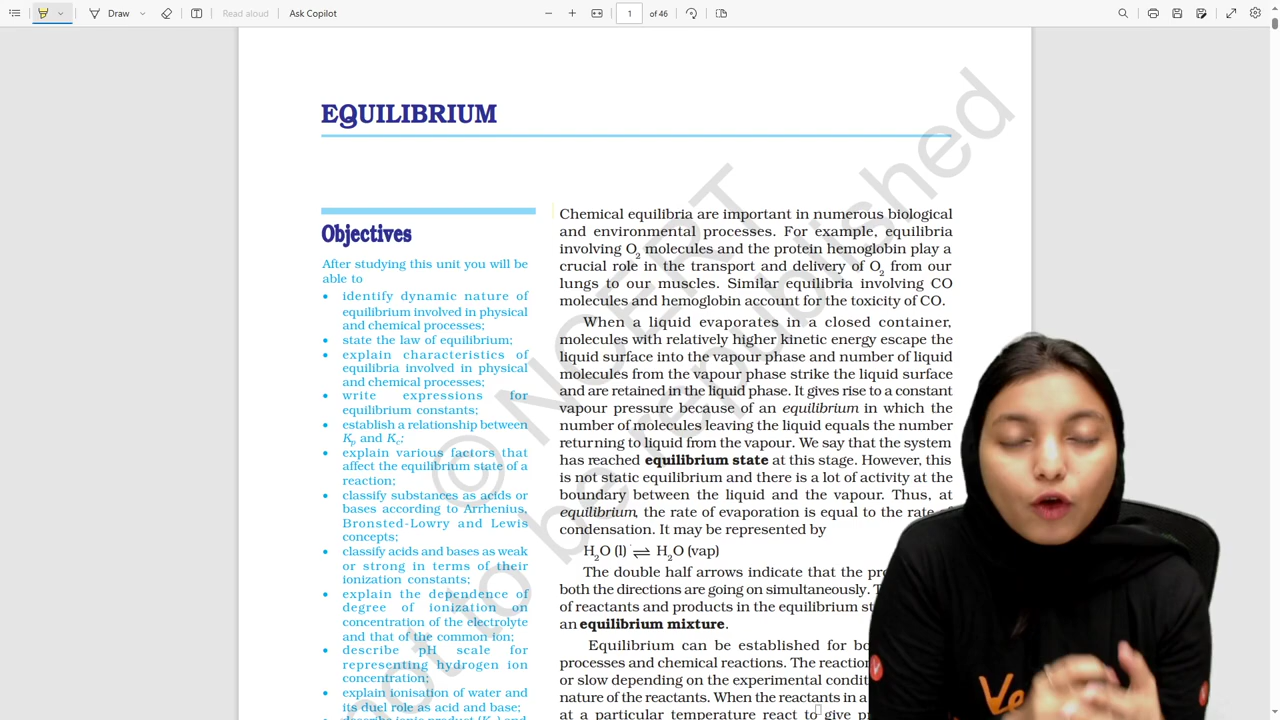 Draw
Read aloud
Ask Copilot
1 of 46
EQUILIBRIUM
Objectives
After studying this unit you will be
able to
• identify dynamic nature of
equilibrium involved in physical
and chemical processes;
• state the law of equilibrium;
• explain characteristics of
equilibria involved in physical
and chemical processes;
• write expressions for
equilibrium constants;
• establish a relationship between
Kp and Kc;
• explain various factors that
affect the equilibrium state of a
reaction;
• classify substances as acids or
bases according to Arrhenius,
Bronsted-Lowry and Lewis
concepts;
• classify acids and bases as weak
or strong in terms of their
ionization constants;
• explain the dependence of
degree of ionization on
concentration of the electrolyte
and that of the common ion;
• describe pH scale for
representing hydrogen ion
concentration;
• explain ionisation of water and
its duel role as acid and base;
• describe ionic product (Kw) and
Chemical equilibria are important in numerous biological
and environmental processes. For example, equilibria
involving O2 molecules and the protein hemoglobin play a
crucial role in the transport and delivery of O2 from our
lungs to our muscles. Similar equilibria involving CO
molecules and hemoglobin account for the toxicity of CO.
When a liquid evaporates in a closed container,
molecules with relatively higher kinetic energy escape the
liquid surface into the vapour phase and number of liquid
molecules from the vapour phase strike the liquid surface
and are retained in the liquid phase. It gives rise to a constant
vapour pressure because of an equilibrium in which the
number of molecules leaving the liquid equals the number
returning to liquid from the vapour. We say that the system
has reached equilibrium state at this stage. However, this
is not static equilibrium and there is a lot of activity at the
boundary between the liquid and the vapour. Thus, at
equilibrium, the rate of evaporation is equal to the rate of
condensation. It may be represented by
H2O (l) ⇌ H2O (vap)
The double half arrows indicate that the
both the directions are going on simultaneously.
of reactants and products in the equilibrium
an equilibrium mixture.
Equilibrium can be established for
processes and chemical reactions. The reaction
or slow depending on the experimental
nature of the reactants. When the reactants in a
at a particular temperature react to give
© NCERT
not to be republished